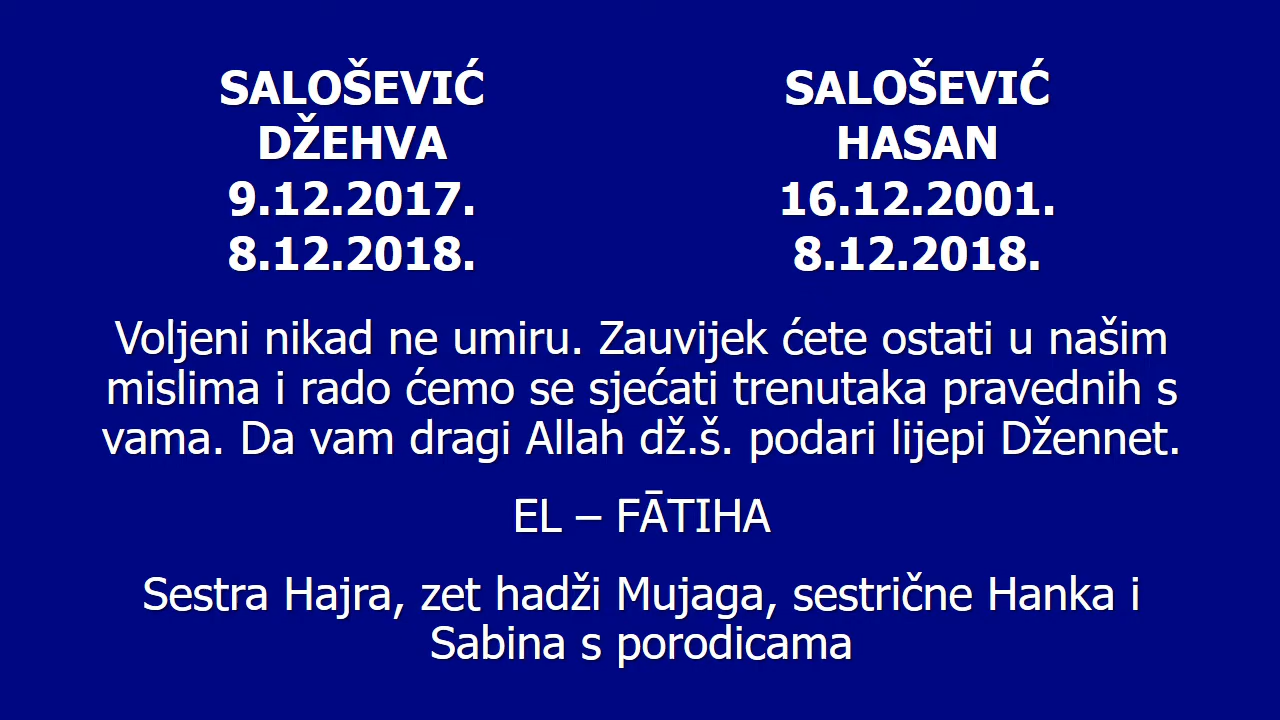 SALOŠEVIĆ
DŽEHVA
9.12.2017.
8.12.2018.
SALOŠEVIĆ
HASAN
16.12.2001.
8.12.2018.
Voljeni nikad ne umiru. Zauvijek ćete ostati u našim
mislima i rado ćemo se sjećati trenutaka pravednih s
vama. Da vam dragi Allah dž.š. podari lijepi Džennet.
EL – FĀTIHA
Sestra Hajra, zet hadži Mujaga, sestrične Hanka i
Sabina s porodicama